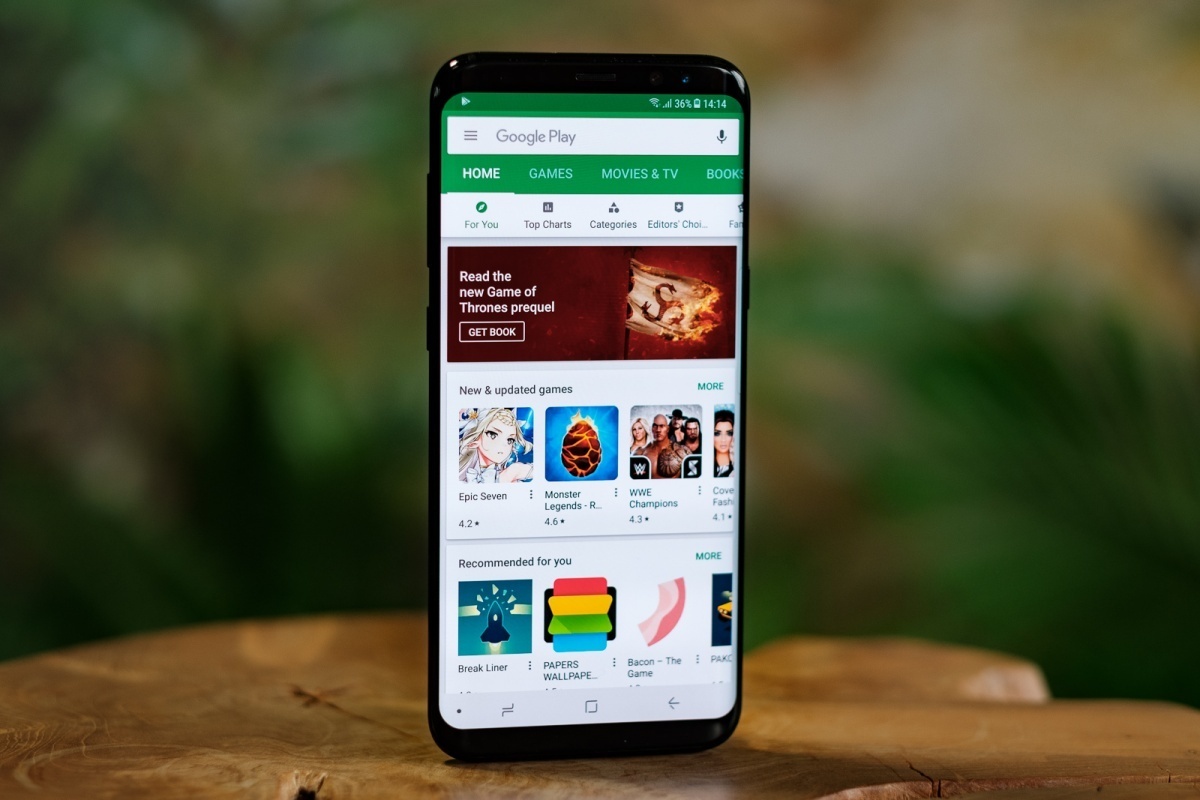 36% 14:14
Google Play
HOME GAMES MOVIES & TV BOOKS
For You Top Charts Categories Editors' Choi...
Read the
new Game of
Thrones prequel
GET BOOK
New & updated games MORE
Epic Seven
4.2
Monster
Legends - R...
4.6
WWE
Champions
4.3
Cove
Fashi
4.1
Recommended for you MORE
Break Liner
PAPERS
WALLPAPE...
Bacon – The
Game
PAKO